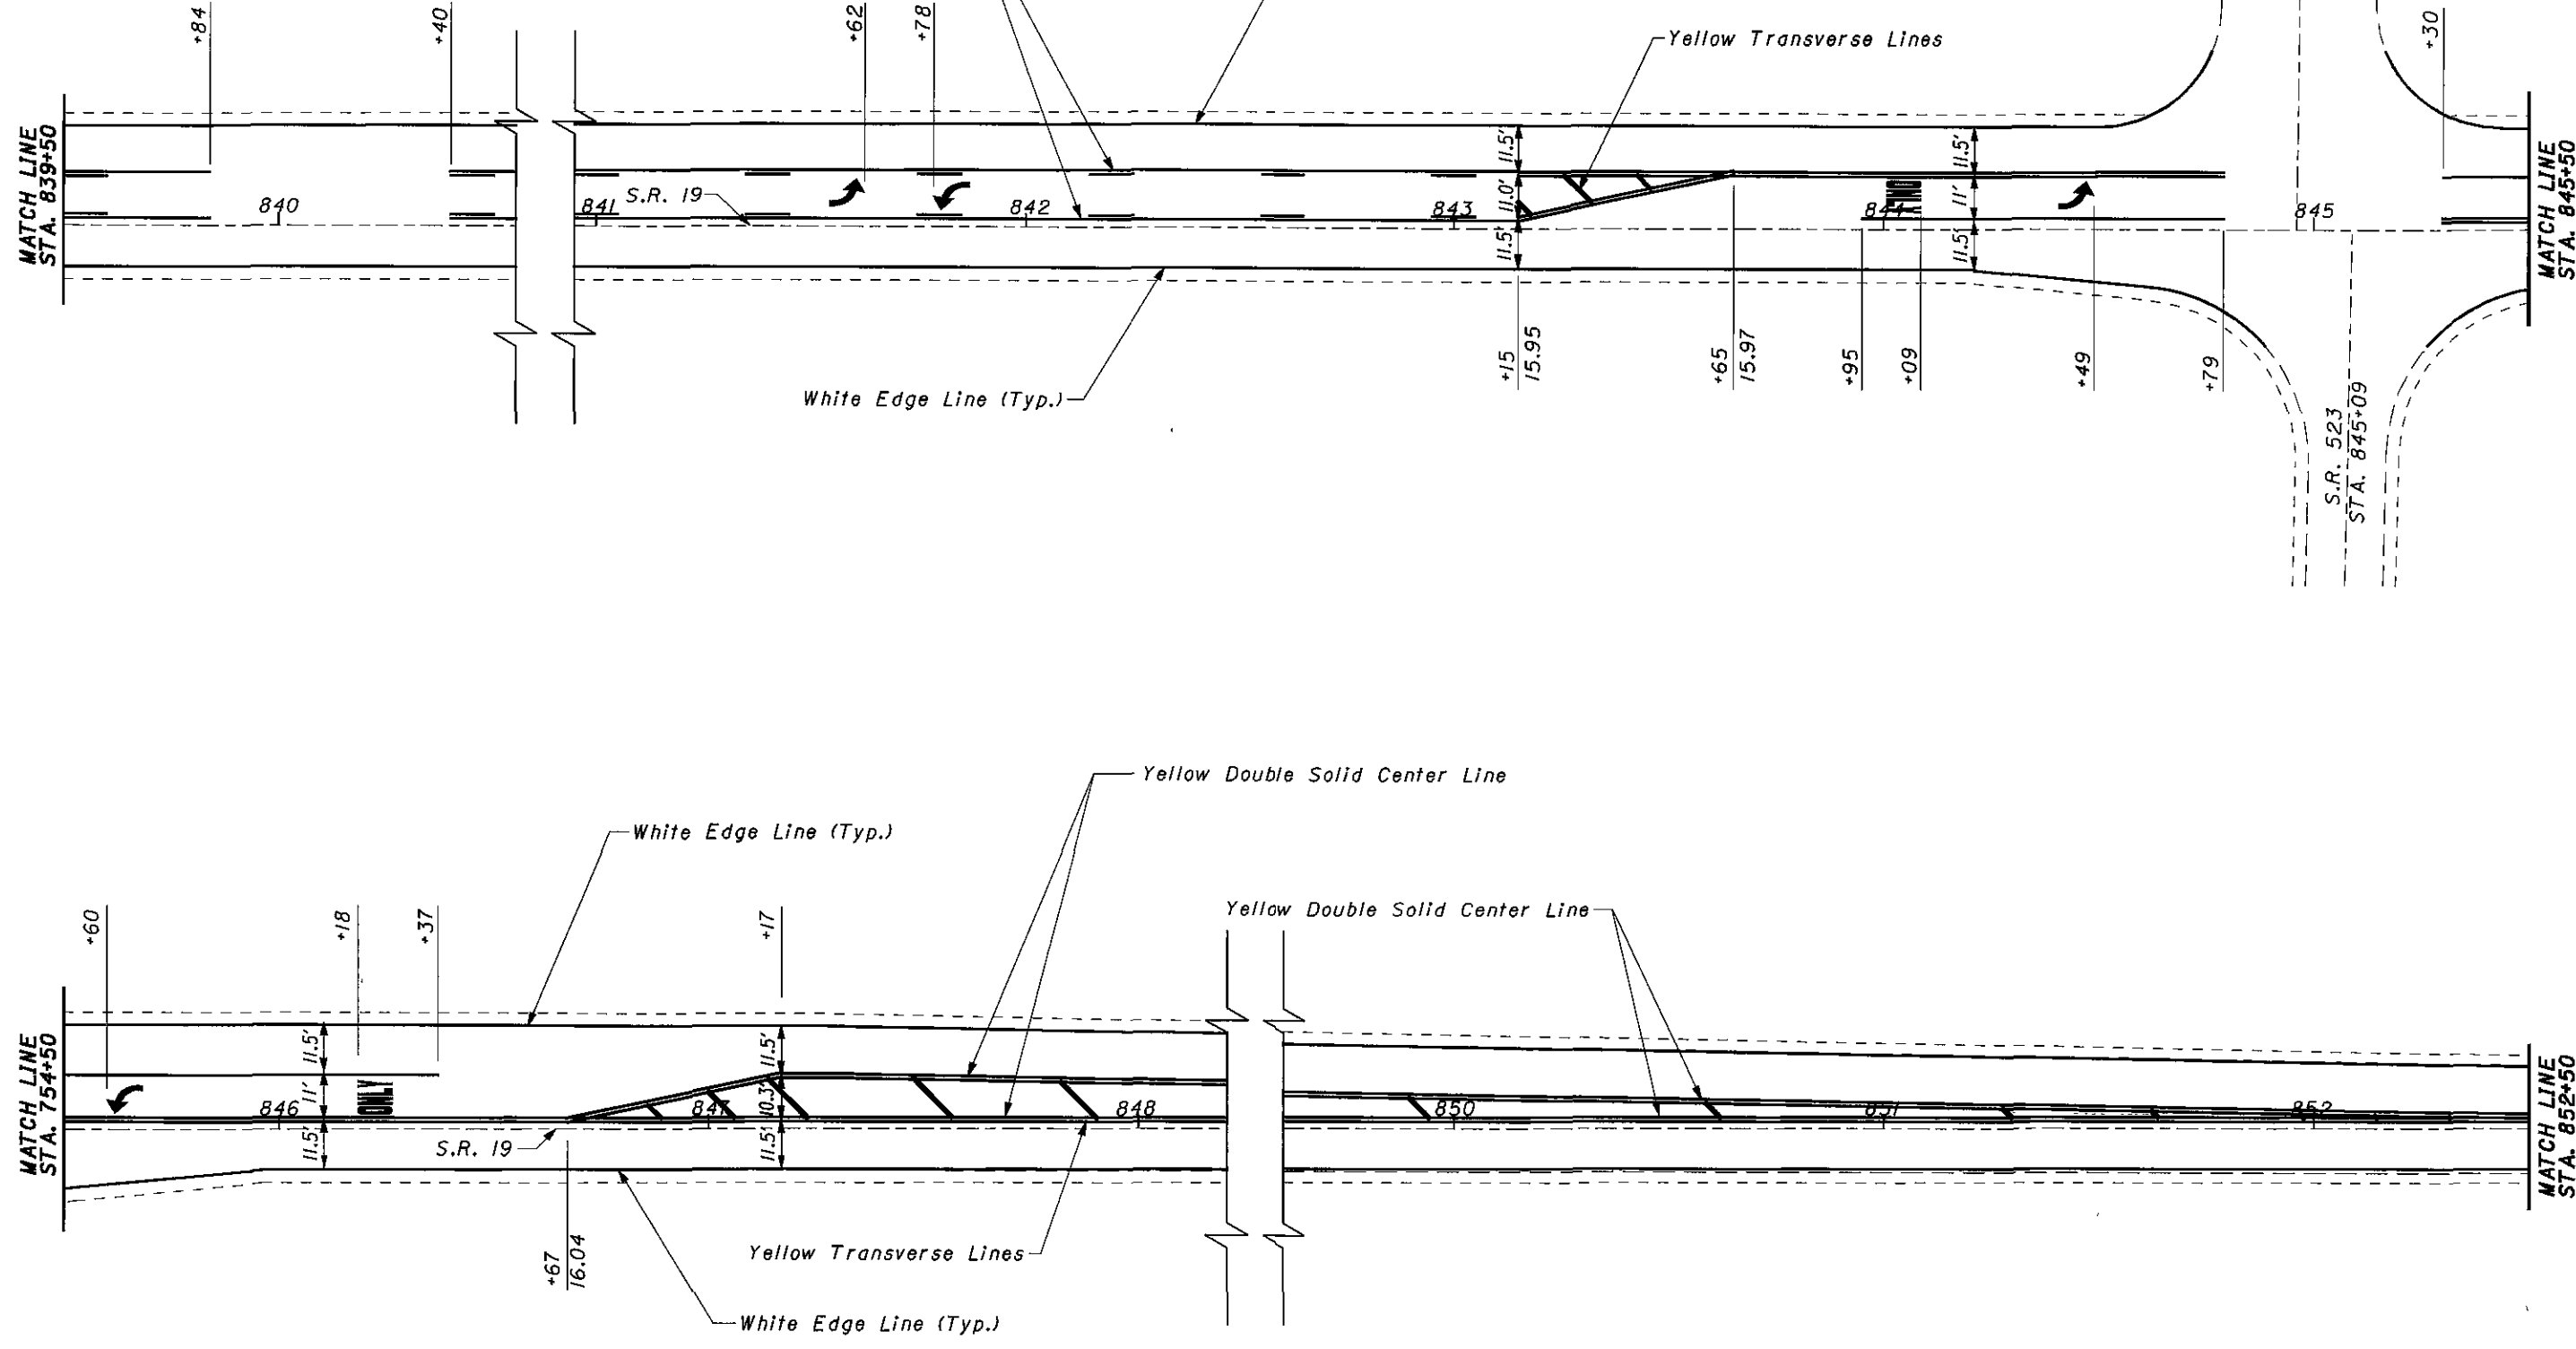 +84
+40
+62
+78
+30
Yellow Transverse Lines
MATCH LINE
STA. 839+50
840
841
S.R. 19
842
843
11.5'
11.0'
11.5'
844
ONLY
11.5'
11'
11.5'
845
MATCH LINE
STA. 845+50
+15
15.95
+65
15.97
+95
+09
+49
+79
White Edge Line (Typ.)
S.R. 523
STA. 845+09
Yellow Double Solid Center Line
White Edge Line (Typ.)
Yellow Double Solid Center Line
+60
+18
+37
+17
MATCH LINE
STA. 754+50
846
11.5'
11'
11.5'
ONLY
S.R. 19
847
11.5'
10.3'
11.5'
848
850
851
852
MATCH LINE
STA. 852+50
+67
16.04
Yellow Transverse Lines
White Edge Line (Typ.)